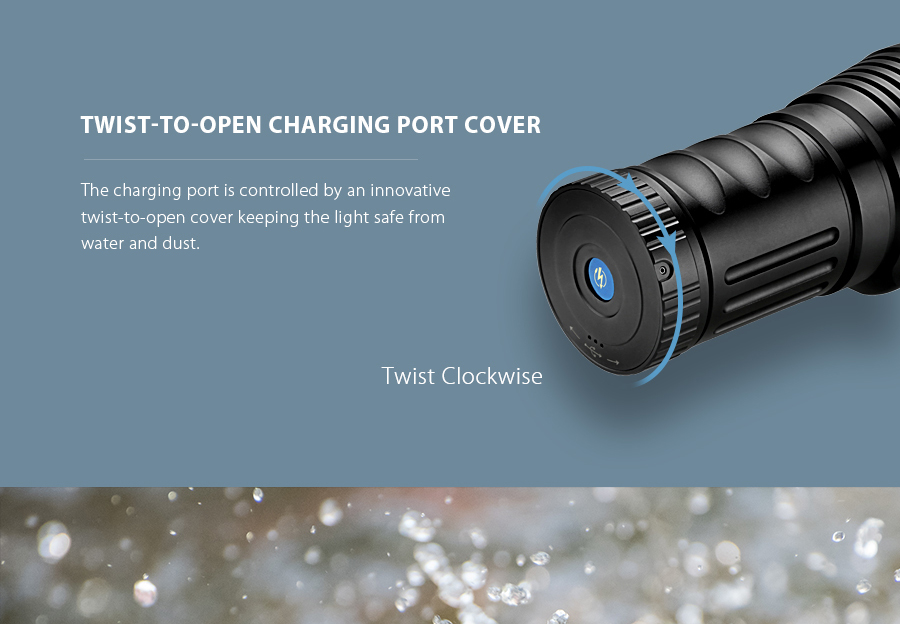 TWIST-TO-OPEN CHARGING PORT COVER
The charging port is controlled by an innovative
twist-to-open cover keeping the light safe from
water and dust.
Twist Clockwise